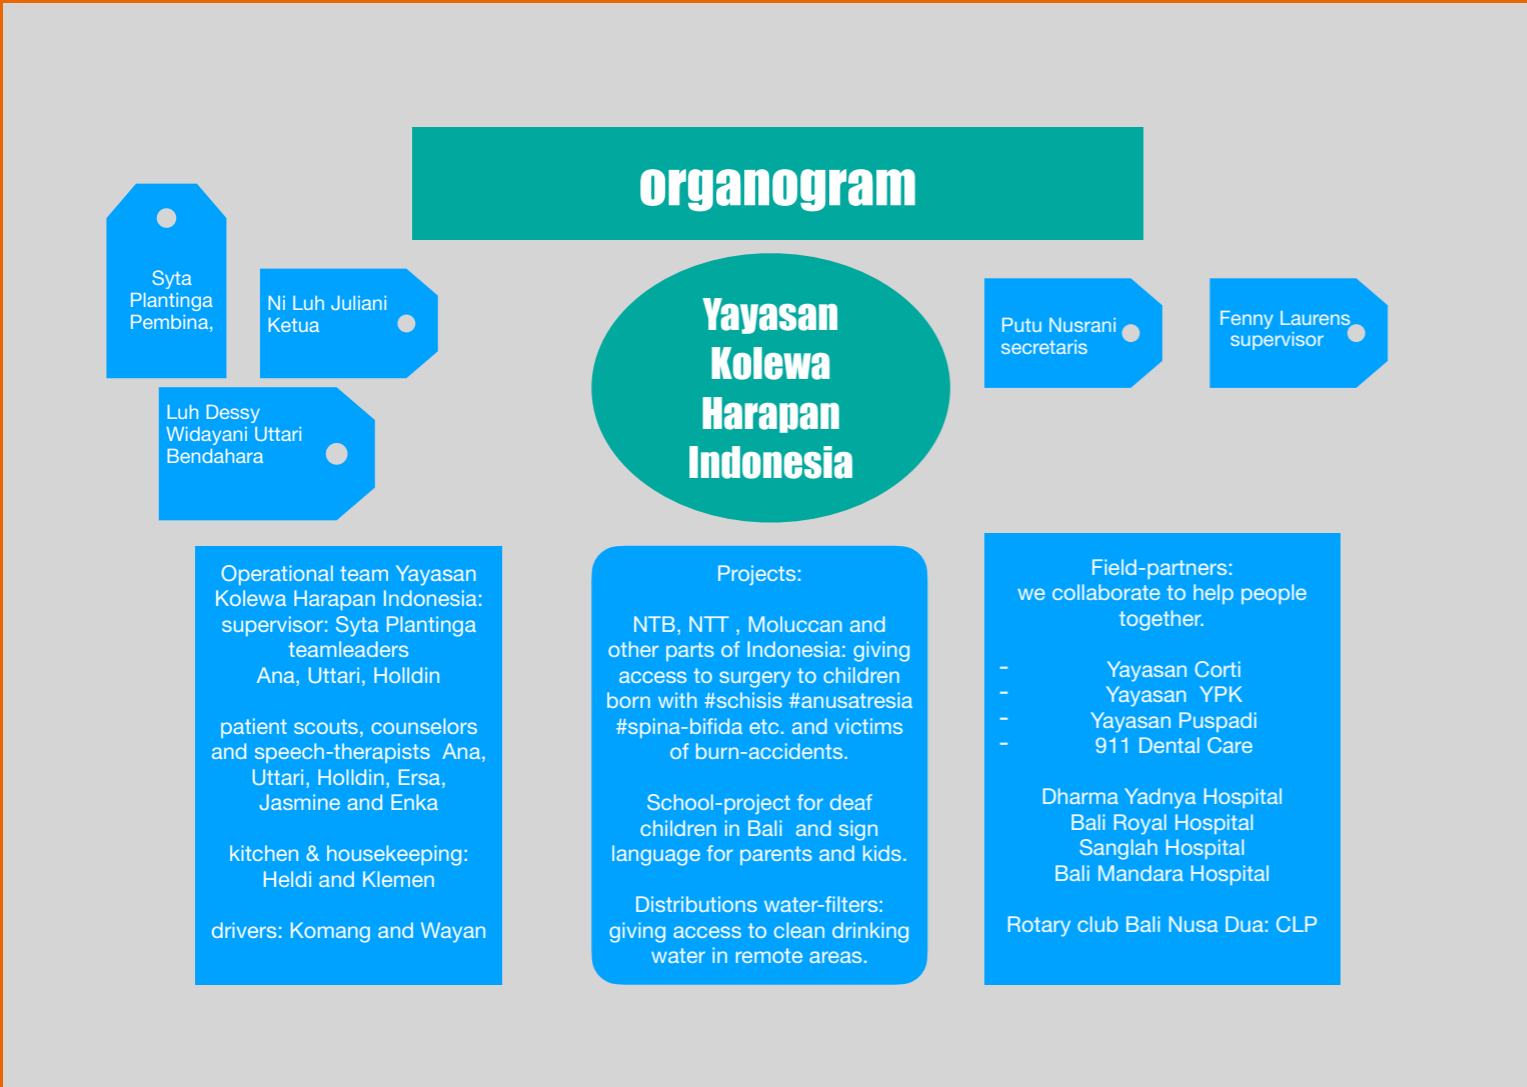 organogram
Syta
Plantinga
Pembina,
Ni Luh Juliani
Ketua
Luh Dessy
Widayani Uttari
Bendahara
Yayasan
Kolewa
Harapan
Indonesia
Putu Nusrani
secretaris
Fenny Laurens
supervisor
Operational team Yayasan
Kolewa Harapan Indonesia:
supervisor: Syta Plantinga
teamleaders
Ana, Uttari, Holldin
patient scouts, counselors
and speech-therapists  Ana,
Uttari, Holldin, Ersa,
Jasmine and Enka
kitchen & housekeeping:
Heldi and Klemen
drivers: Komang and Wayan
Projects:
NTB, NTT , Moluccan and
other parts of Indonesia: giving
access to surgery to children
born with #schisis #anusatresia
#spina-bifida etc. and victims
of burn-accidents.
School-project for deaf
children in Bali  and sign
language for parents and kids.
Distributions water-filters:
giving access to clean drinking
water in remote areas.
Field-partners:
we collaborate to help people
together.
- Yayasan Corti
- Yayasan  YPK
- Yayasan Puspadi
- 911 Dental Care
Dharma Yadnya Hospital
Bali Royal Hospital
Sanglah Hospital
Bali Mandara Hospital
Rotary club Bali Nusa Dua: CLP